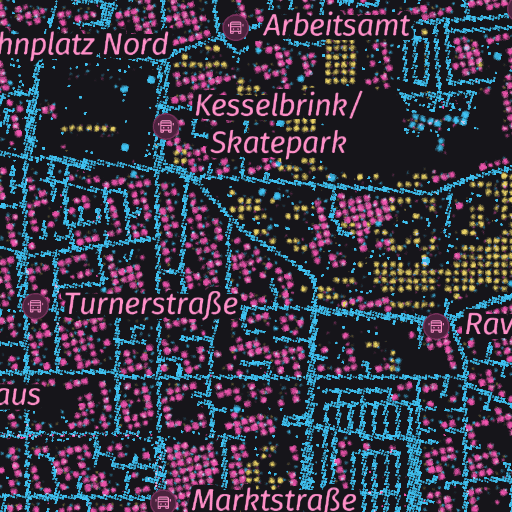 Arbeitsamt
hnplatz Nord
Kesselbrink/
Skatepark
Turnerstraße
Rav
aus
Marktstraße